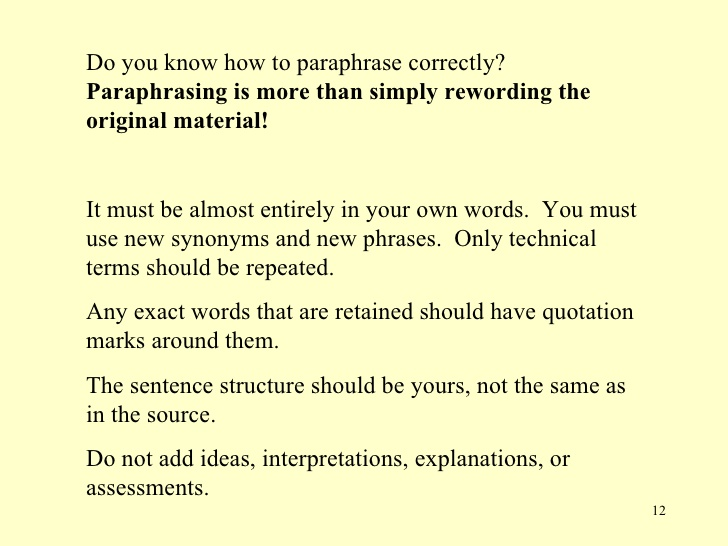 Do you know how to paraphrase correctly?
Paraphrasing is more than simply rewording the
original material!
It must be almost entirely in your own words.  You must
use new synonyms and new phrases.  Only technical
terms should be repeated.
Any exact words that are retained should have quotation
marks around them.
The sentence structure should be yours, not the same as
in the source.
Do not add ideas, interpretations, explanations, or
assessments.
12